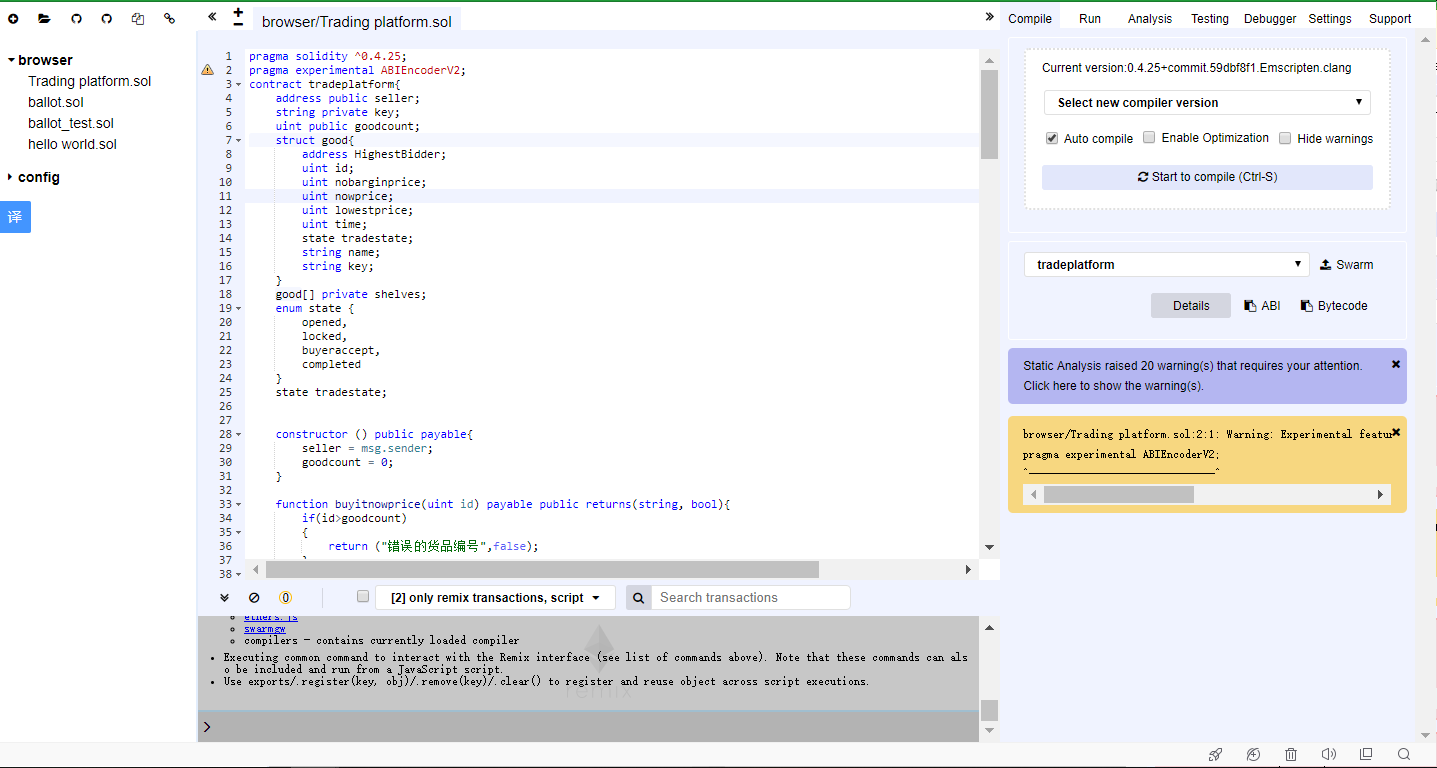 browser/Trading platform.sol
Compile Run Analysis Testing Debugger Settings Support
browser
Trading platform.sol
ballot.sol
ballot_test.sol
hello world.sol
config
译
1 pragma solidity ^0.4.25;
2 pragma experimental ABIEncoderV2;
3 contract tradeplatform{
4 address public seller;
5 string private key;
6 uint public goodcount;
7 struct good{
8 address HighestBidder;
9 uint id;
10 uint nobarginprice;
11 uint nowprice;
12 uint lowestprice;
13 uint time;
14 state tradestate;
15 string name;
16 string key;
17 }
18 good[] private shelves;
19 enum state {
20 opened,
21 locked,
22 buyeraccept,
23 completed
24 }
25 state tradestate;
26
27
28 constructor () public payable{
29 seller = msg.sender;
30 goodcount = 0;
31 }
32
33 function buyitnowprice(uint id) payable public returns(string, bool){
34 if(id>goodcount)
35 {
36 return ("错误的货品编号",false);
37 }
38
0 [2] only remix transactions, script Search transactions
ethers.js
swarmgw
compilers - contains currently loaded compiler
Executing common command to interact with the Remix interface (see list of commands above). Note that these commands can als
o be included and run from a JavaScript script.
Use exports/.register(key, obj)/.remove(key)/.clear() to register and reuse object across script executions.
remix
>
Current version:0.4.25+commit.59dbf8f1.Emscripten.clang
Select new compiler version
Auto compile Enable Optimization Hide warnings
Start to compile (Ctrl-S)
tradeplatform Swarm
Details ABI Bytecode
Static Analysis raised 20 warning(s) that requires your attention.
Click here to show the warning(s).
browser/Trading platform.sol:2:1: Warning: Experimental featur
pragma experimental ABIEncoderV2;
^-------------------------------^